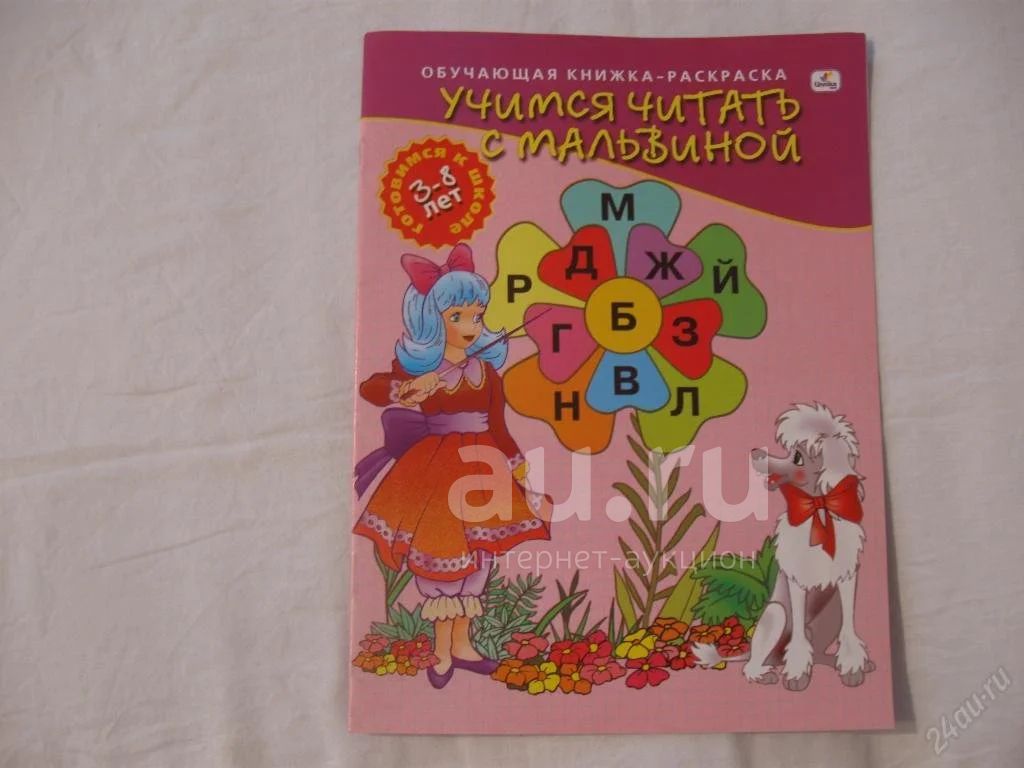 ОБУЧАЮЩАЯ КНИЖКА-РАСКРАСКА
УЧИМСЯ ЧИТАТЬ
С МАЛЬВИНОЙ
ГОТОВИМСЯ К ШКОЛЕ
3-8
лет
М
Д Ж
Р Й
Г Б З
Н В Л
au.ru
интернет-аукцион
24au.ru